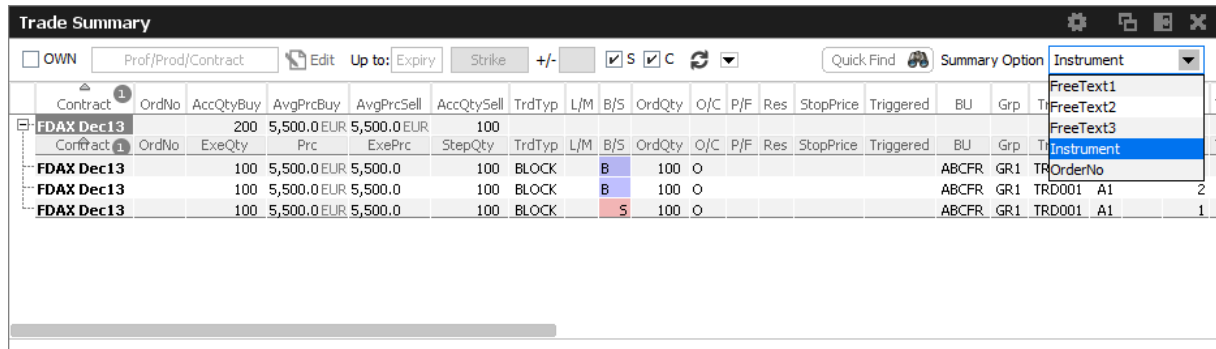 Trade Summary
OWN Prof/Prod/Contract Edit Up to: Expiry Strike +/- S C Quick Find Summary Option Instrument
FreeText1
FreeText2
FreeText3
Instrument
OrderNo
Contract 1 OrdNo AccQtyBuy AvgPrcBuy AvgPrcSell AccQtySell TrdTyp L/M B/S OrdQty O/C P/F Res StopPrice Triggered BU Grp
FDAX Dec13 200 5,500.0 EUR 5,500.0 EUR 100
Contract 1 OrdNo ExeQty Prc ExePrc StepQty TrdTyp L/M B/S OrdQty O/C P/F Res StopPrice Triggered BU Grp
FDAX Dec13 100 5,500.0 EUR 5,500.0 100 BLOCK B 100 O ABCFR GR1
FDAX Dec13 100 5,500.0 EUR 5,500.0 100 BLOCK B 100 O ABCFR GR1 TRD001 A1 2
FDAX Dec13 100 5,500.0 EUR 5,500.0 100 BLOCK S 100 O ABCFR GR1 TRD001 A1 1